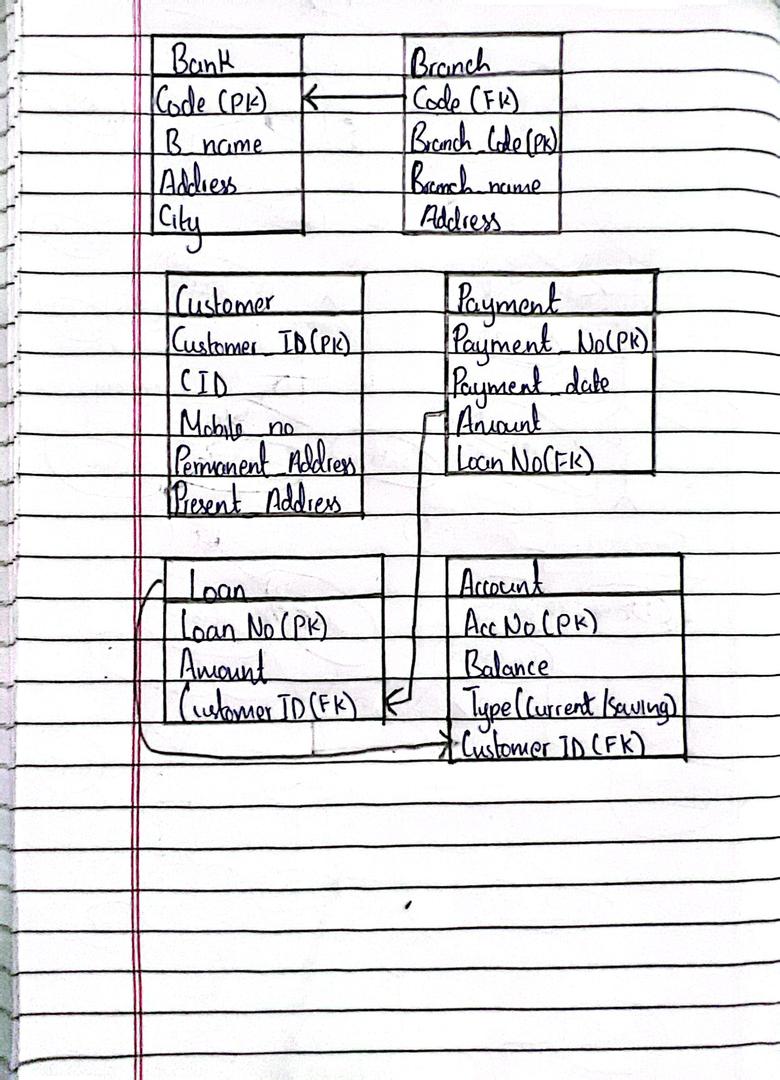 Bank
Code (PK)
B_name
Address
City
Branch
Code (FK)
Branch_Code (PK)
Branch_name
Address
Customer
Customer_ID (PK)
CID
Mobile_no
Permanent_Address
Present_Address
Payment
Payment_No (PK)
Payment_date
Amount
Loan No (FK)
Loan
Loan No (PK)
Amount
Customer ID (FK)
Account
Acc No (PK)
Balance
Type (Current/saving)
Customer ID (FK)